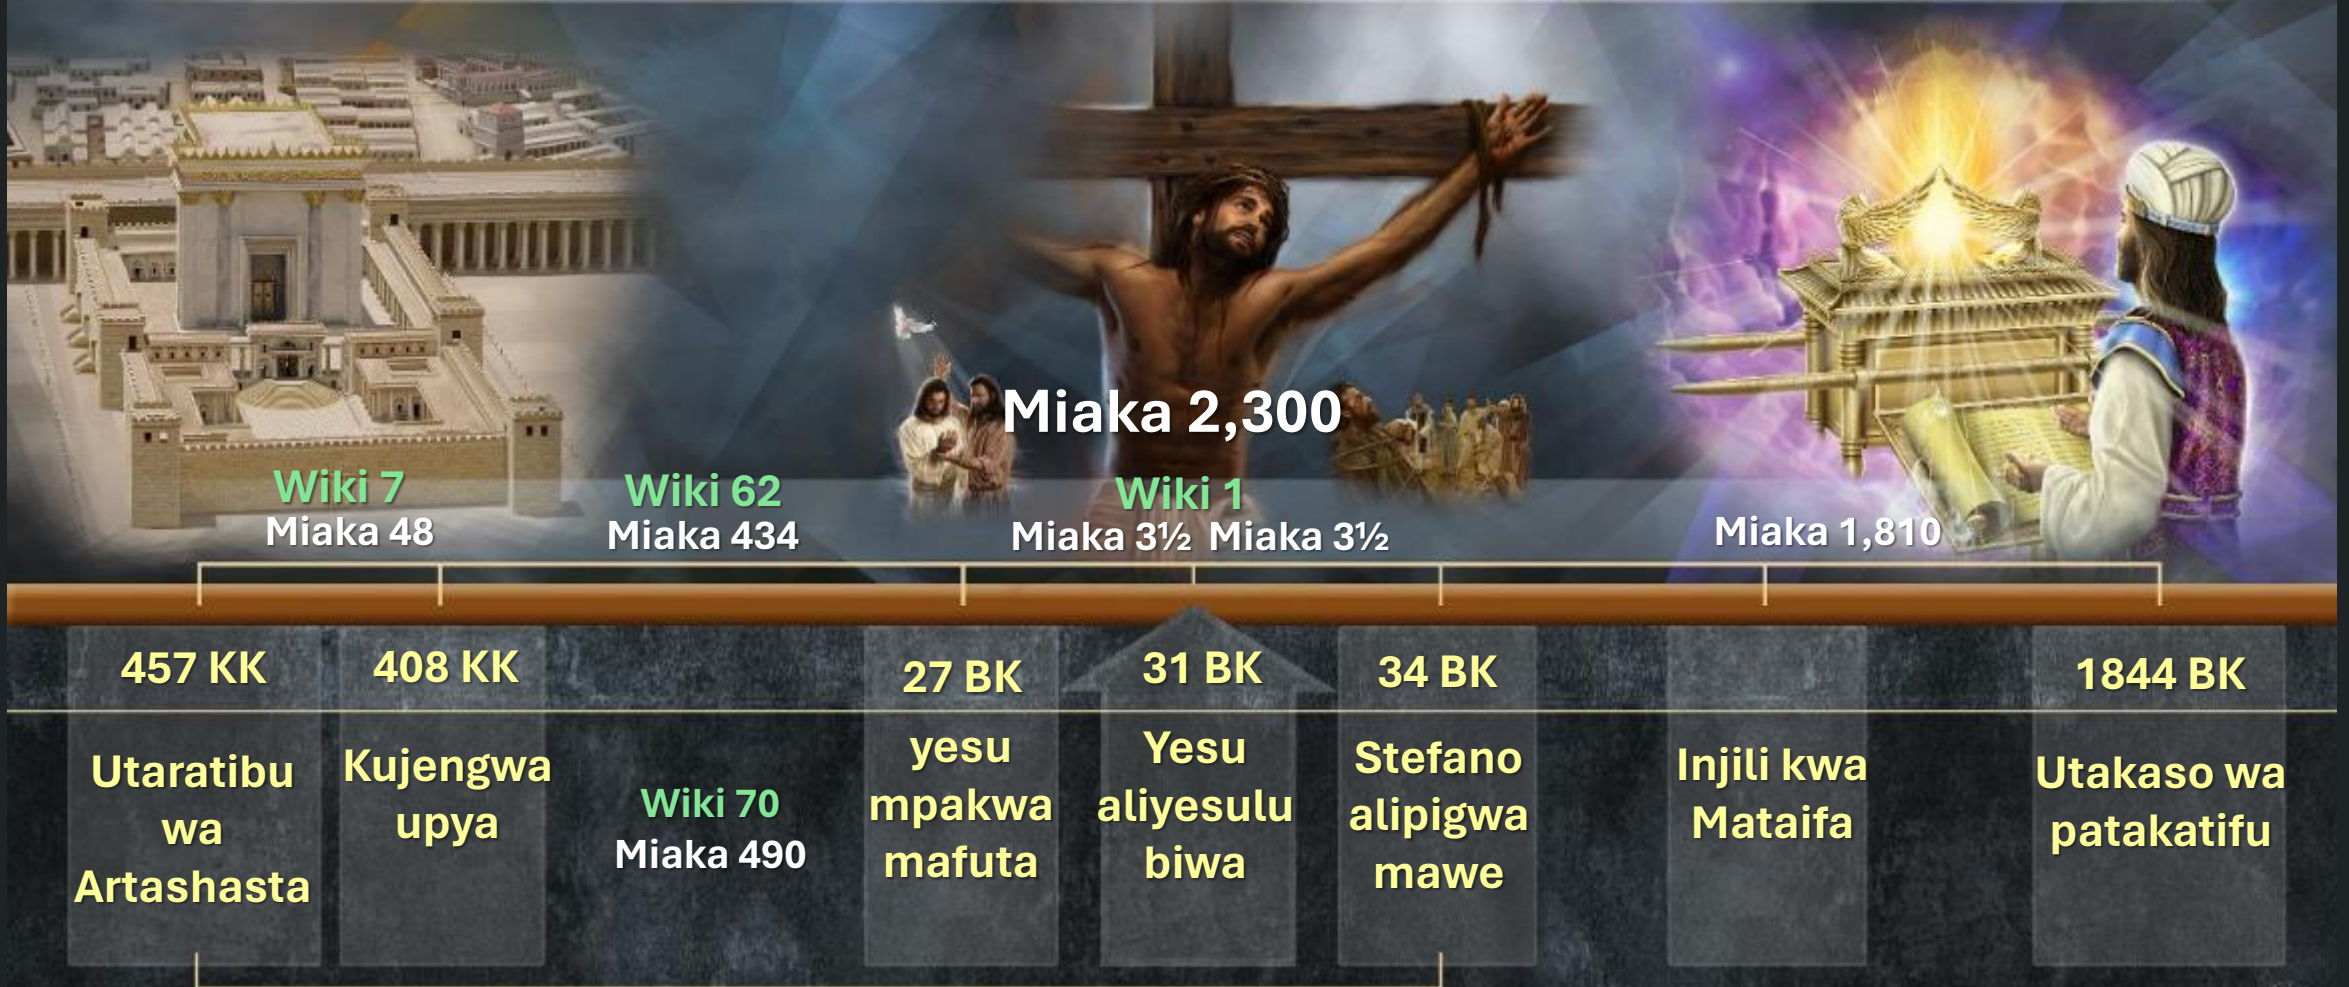 Miaka 2,300
Wiki 7
Miaka 48
Wiki 62
Miaka 434
Wiki 1
Miaka 3½ Miaka 3½
Miaka 1,810
457 KK
408 KK
27 BK
31 BK
34 BK
1844 BK
Utaratibu
wa
Artashasta
Kujengwa
upya
Wiki 70
Miaka 490
yesu
mpakwa
mafuta
Yesu
aliyesulu
biwa
Stefano
alipigwa
mawe
Injili kwa
Mataifa
Utakaso wa
patakatifu